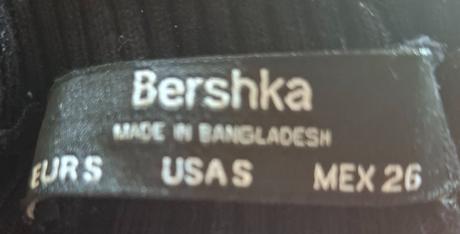 Bershka
MADE IN BANGLADESH
EUR S USA S MEX 26